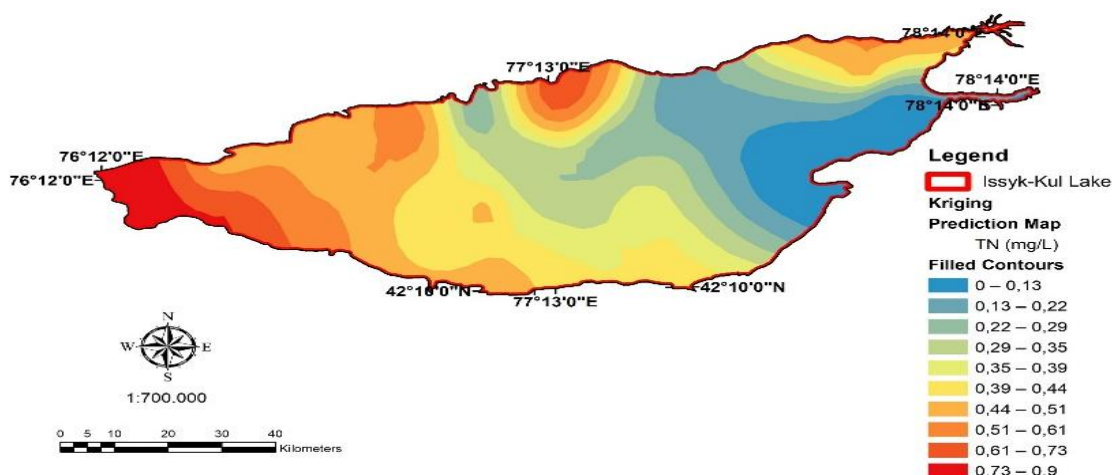 78°14'0"E
77°13'0"E
78°14'0"E
78°14'0"E
76°12'0"E
76°12'0"E
42°10'0"N
77°13'0"E
42°10'0"N
N
W E
S
1:700.000
0 5 10 20 30 40
Kilometers
Legend
Issyk-Kul Lake
Kriging
Prediction Map
TN (mg/L)
Filled Contours
0 – 0,13
0,13 – 0,22
0,22 – 0,29
0,29 – 0,35
0,35 – 0,39
0,39 – 0,44
0,44 – 0,51
0,51 – 0,61
0,61 – 0,73
0,73 – 0,9